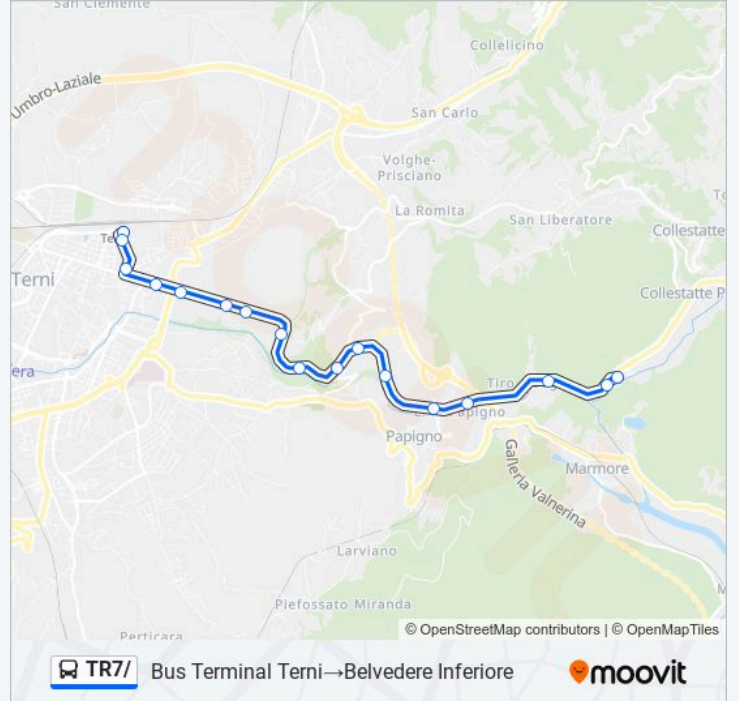 San Clemente
Collelicino
Umbro-Laziale
San Carlo
Volghe-
Prisciano
La Romita
San Liberatore
Collestatte
Terni
Collestatte P
Tiro
Papigno
Marmore
Galleria Valnerina
Larviano
Piefossato Miranda
Perticara
© OpenStreetMap contributors | © OpenMapTiles
TR7/ Bus Terminal Terni→Belvedere Inferiore moovit